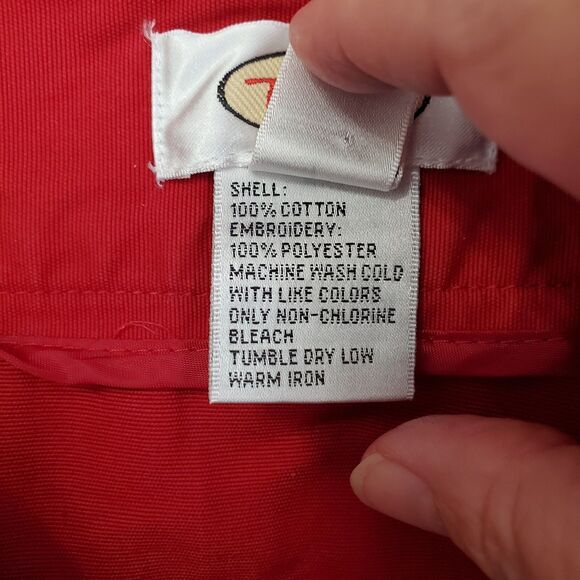 SHELL:
100% COTTON
EMBROIDERY:
100% POLYESTER
MACHINE WASH COLD
WITH LIKE COLORS
ONLY NON-CHLORINE
BLEACH
TUMBLE DRY LOW
WARM IRON